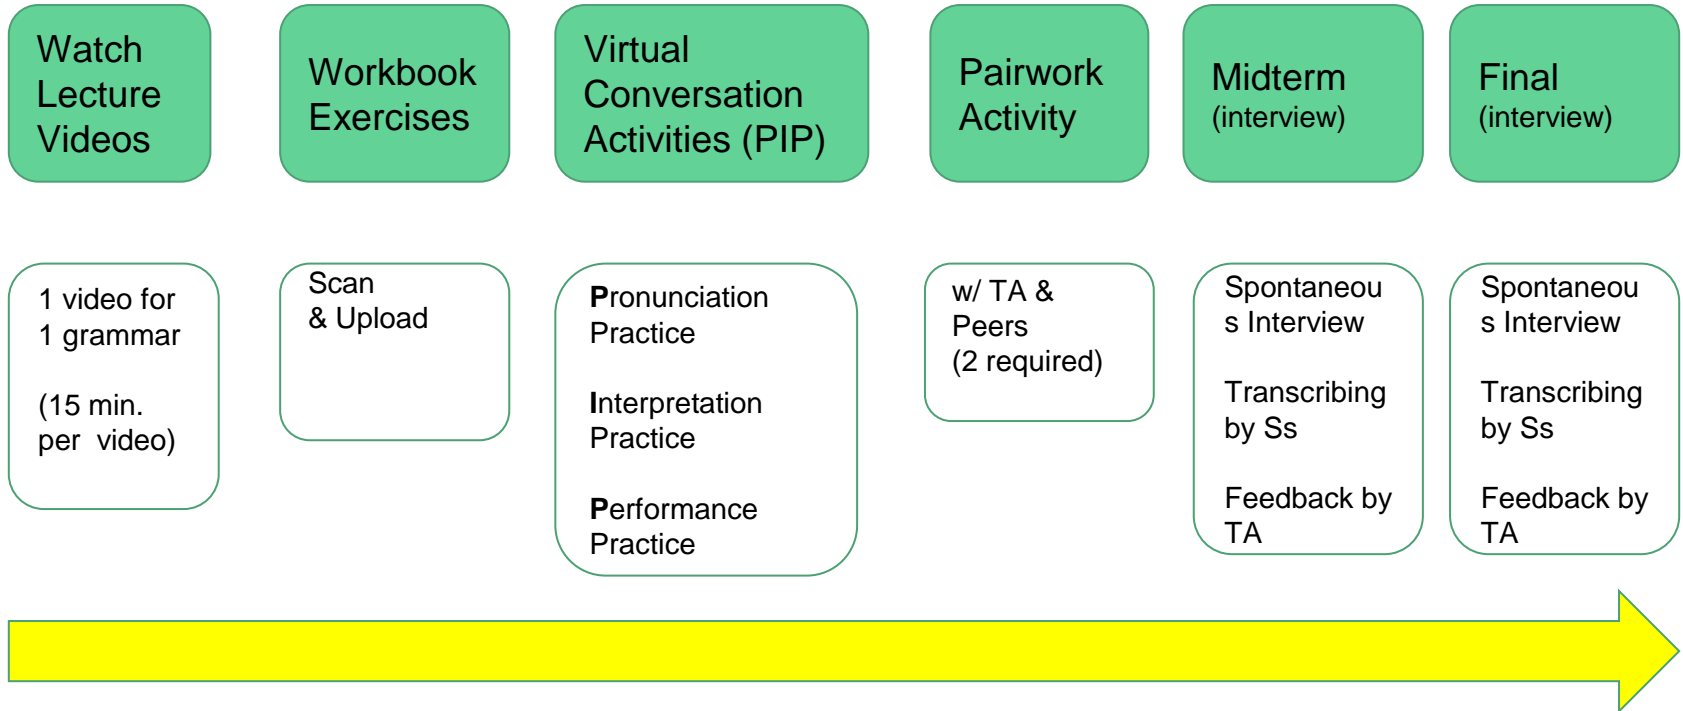 Watch
Lecture
Videos
Workbook
Exercises
Virtual
Conversation
Activities (PIP)
Pairwork
Activity
Midterm
(interview)
Final
(interview)
1 video for
1 grammar
(15 min.
per video)
Scan
& Upload
Pronunciation
Practice
Interpretation
Practice
Performance
Practice
w/ TA &
Peers
(2 required)
Spontaneou
s Interview
Transcribing
by Ss
Feedback by
TA
Spontaneou
s Interview
Transcribing
by Ss
Feedback by
TA